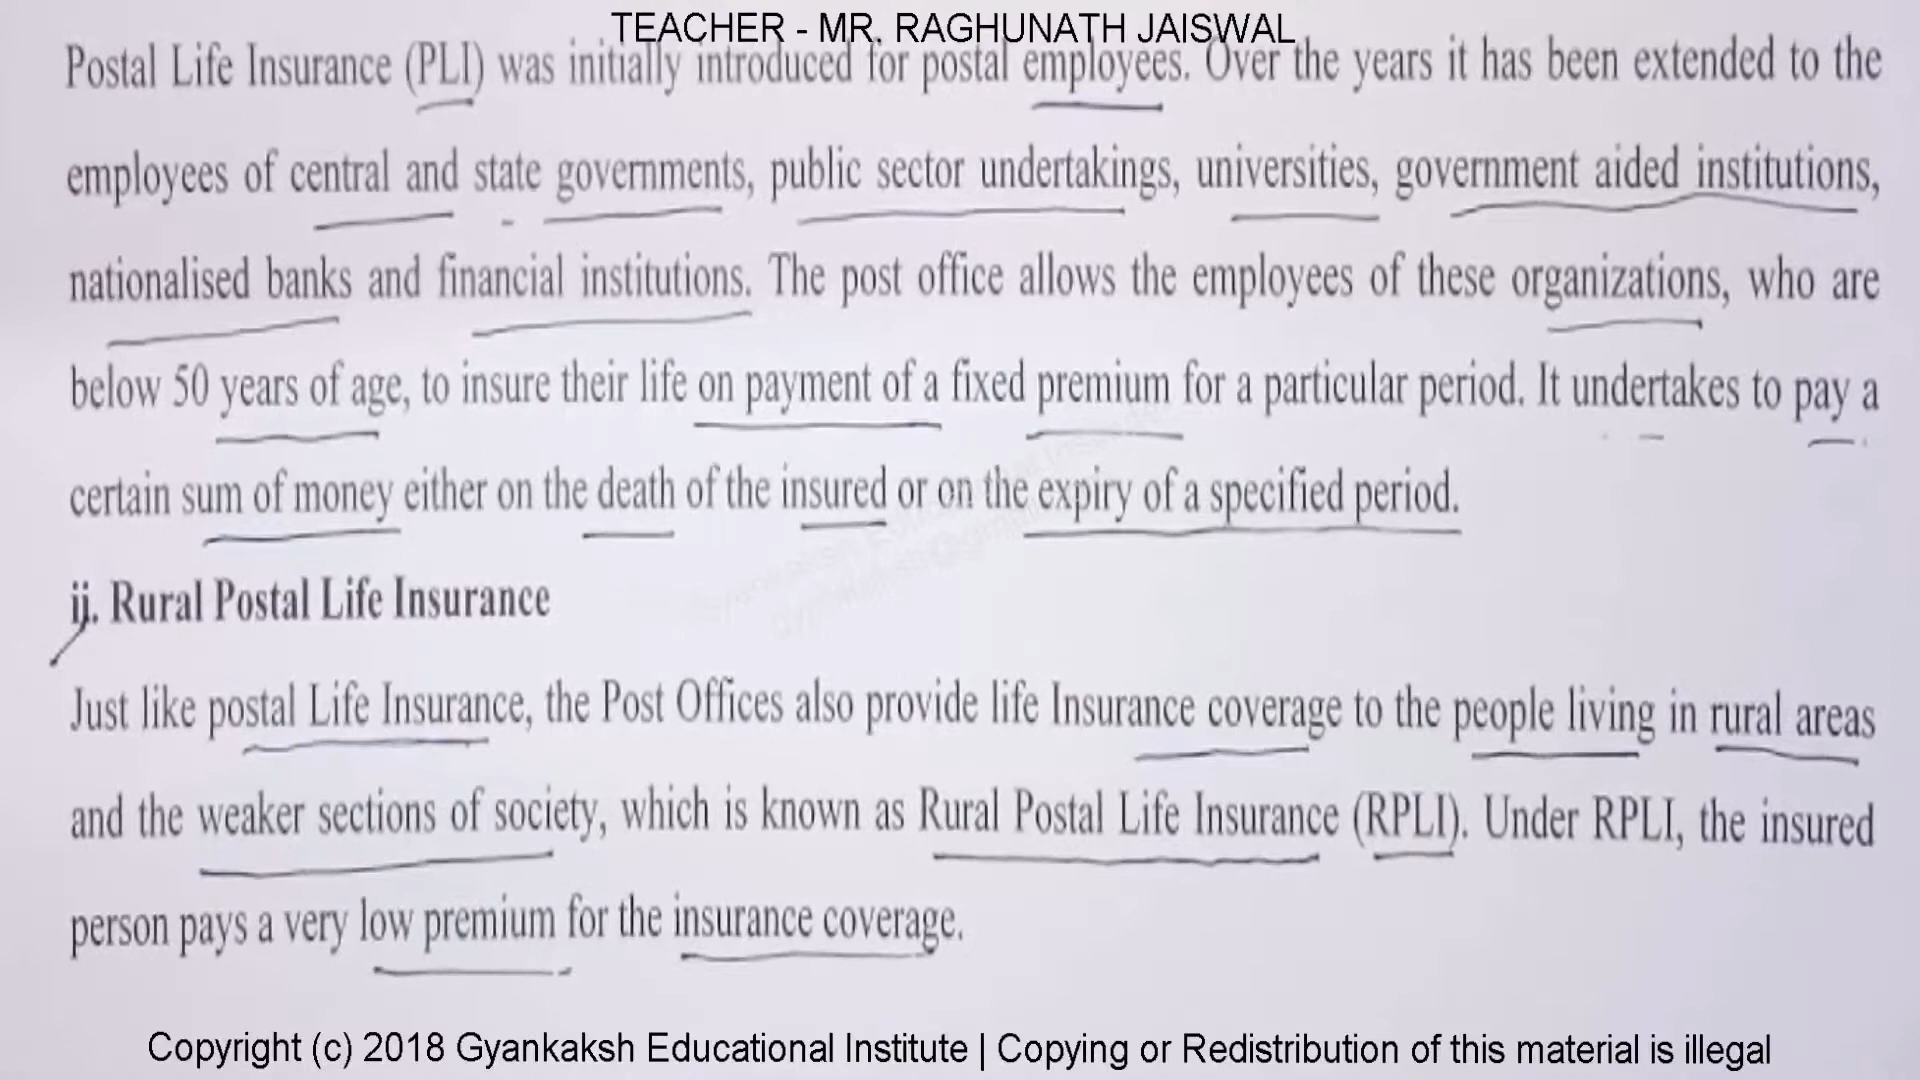 TEACHER - MR. RAGHUNATH JAISWAL
Postal Life Insurance (PLI) was initially introduced for postal employees. Over the years it has been extended to the
employees of central and state governments, public sector undertakings, universities, government aided institutions,
nationalised banks and financial institutions. The post office allows the employees of these organizations, who are
below 50 years of age, to insure their life on payment of a fixed premium for a particular period. It undertakes to pay a
certain sum of money either on the death of the insured or on the expiry of a specified period.
ii. Rural Postal Life Insurance
Just like postal Life Insurance, the Post Offices also provide life Insurance coverage to the people living in rural areas
and the weaker sections of society, which is known as Rural Postal Life Insurance (RPLI). Under RPLI, the insured
person pays a very low premium for the insurance coverage.
Copyright (c) 2018 Gyankaksh Educational Institute | Copying or Redistribution of this material is illegal